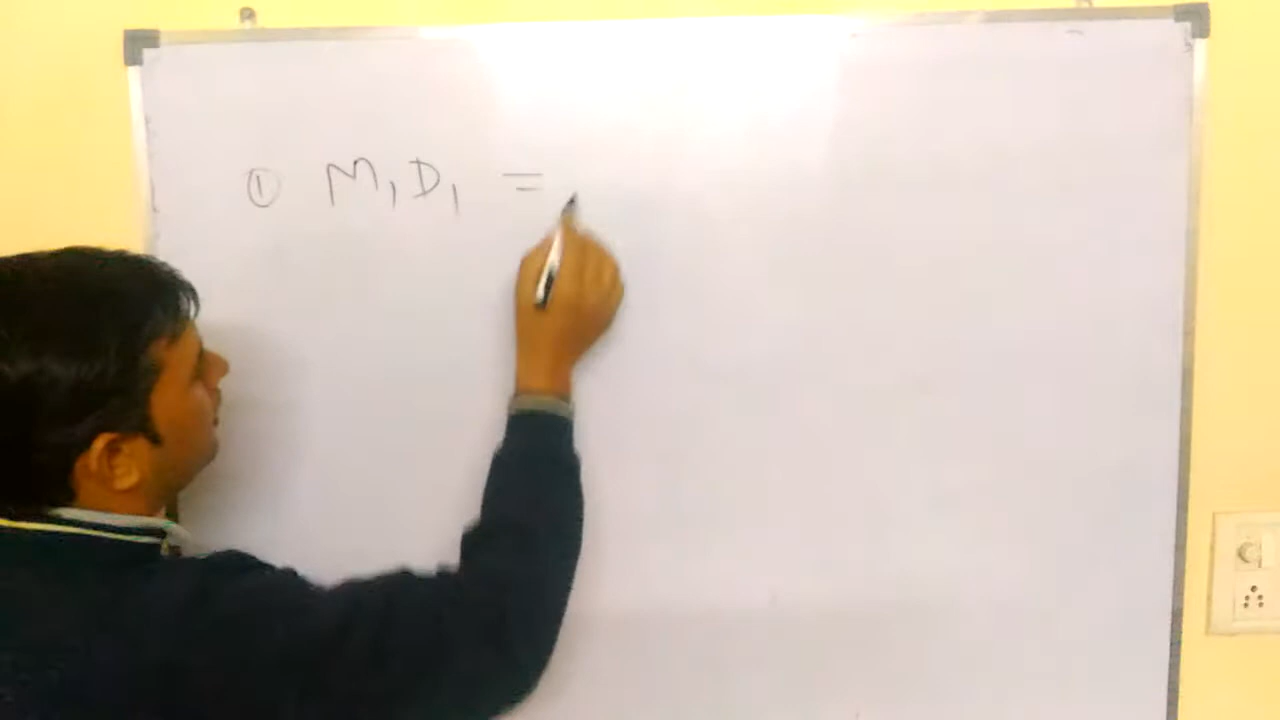 ① M₁D₁ =